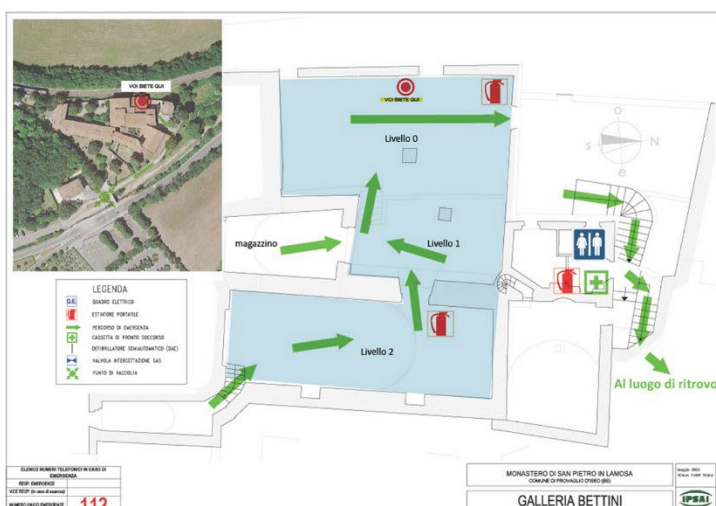 VOI SIETE QUI
VOI SIETE QUI
Livello 0
Livello 1
magazzino
Livello 2
o
s
N
e
Al luogo di ritrovo
LEGENDA
Q.E. QUADRO ELETTRICO
ESTINTORE PORTATILE
PERCORSO DI EMERGENZA
CASSETTA DI PRONTO SOCCORSO
DEFIBRILLATORE SEMIAUTOMATICO (DAE)
VALVOLA INTERCETTAZIONE GAS
PUNTO DI RACCOLTA
ELENCO NUMERI TELEFONICI IN CASO DI
EMERGENZA
RESP. EMERGENZE
VICE RESP. (in caso di assenza)
NUMERO UNICO EMERGENZE 112
MONASTERO DI SAN PIETRO IN LAMOSA
COMUNE DI PROVAGLIO D'ISEO (BS)
GALLERIA BETTINI
IPSAI